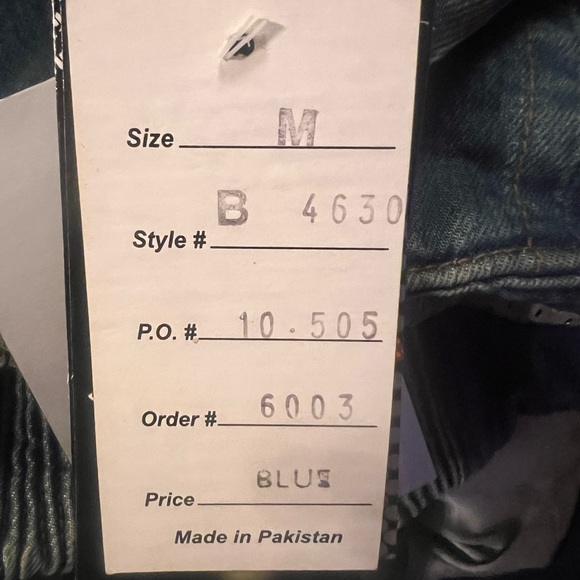 Size M
B 4630
Style #
P.O. # 10.505
Order # 6003
BLUE
Price
Made in Pakistan